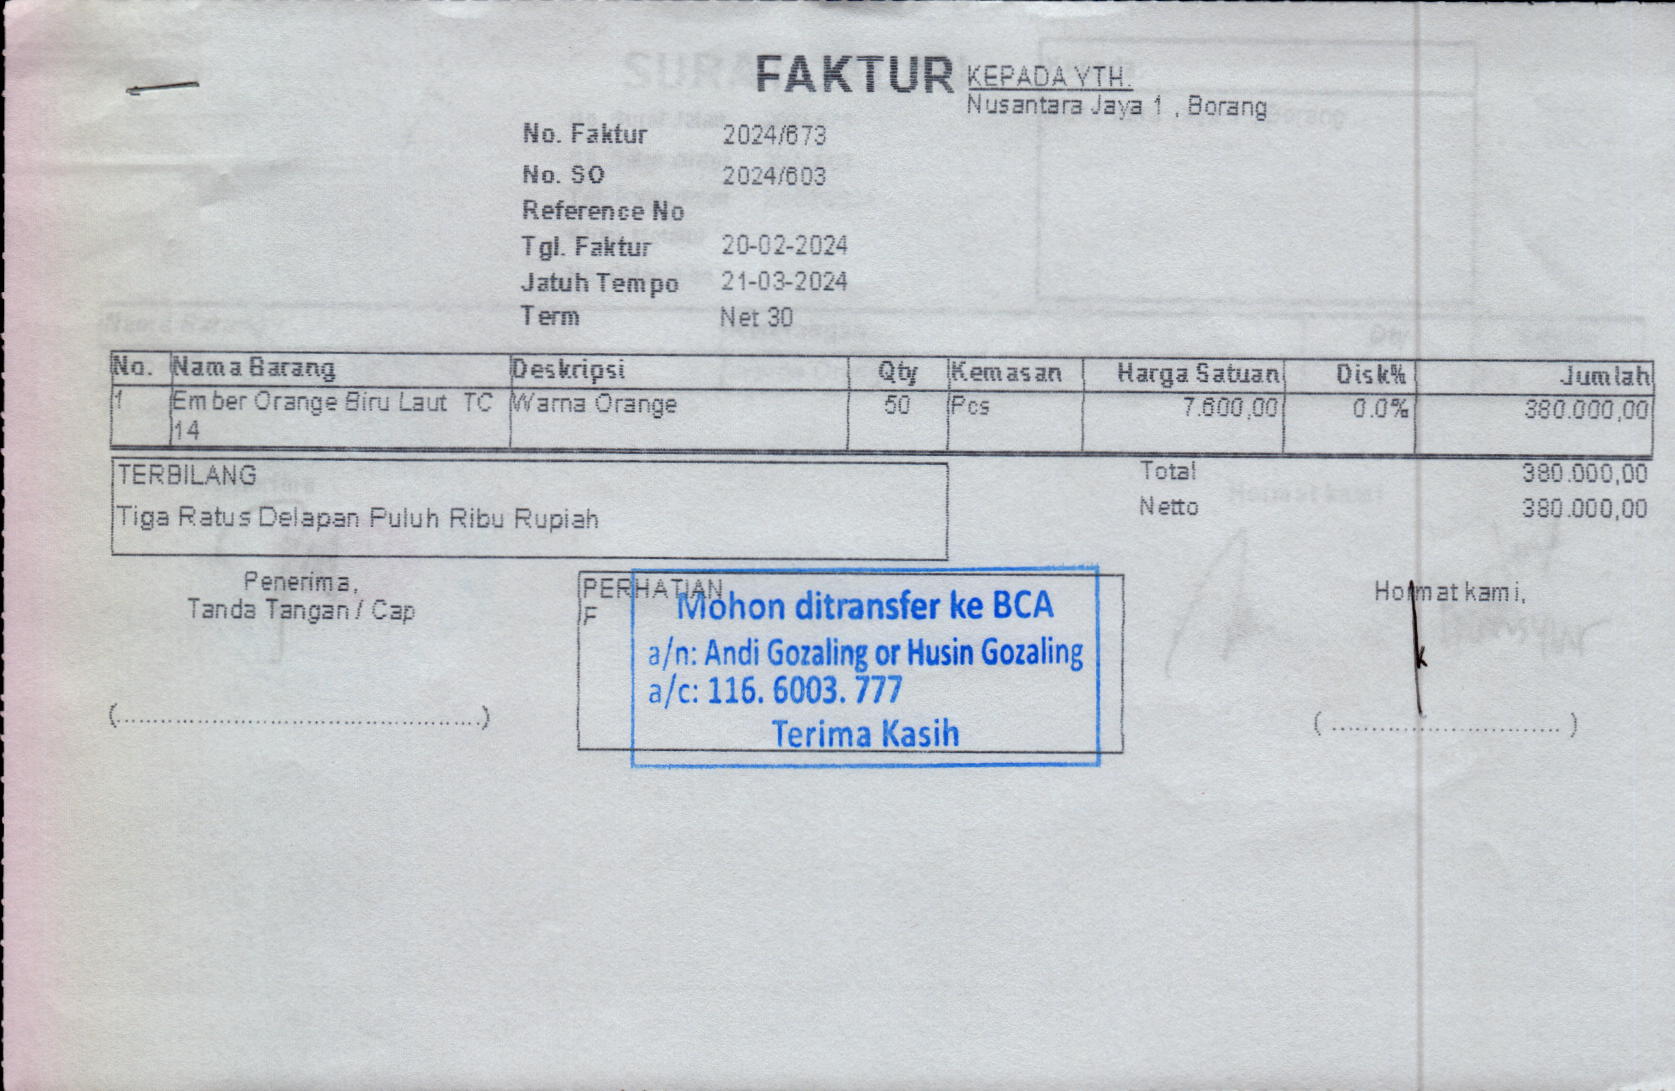 FAKTUR
KEPADA YTH.
Nusantara Jaya 1 , Borang
No. Faktur 2024/673
No. SO 2024/603
Reference No
Tgl. Faktur 20-02-2024
Jatuh Tempo 21-03-2024
Term Net 30
No. Nama Barang Deskripsi Qty Kemasan Harga Satuan Disk% Jumlah
1 Ember Orange Biru Laut TC Warna Orange 50 Pcs 7.600,00 0.0% 380.000,00
14
TERBILANG
Tiga Ratus Delapan Puluh Ribu Rupiah
Total 380.000,00
Netto 380.000,00
Penerima,
Tanda Tangan / Cap
(.................................................)
PERHATIAN
F
Mohon ditransfer ke BCA
a/n: Andi Gozaling or Husin Gozaling
a/c: 116. 6003. 777
Terima Kasih
Hormat kami,
( ............................... )